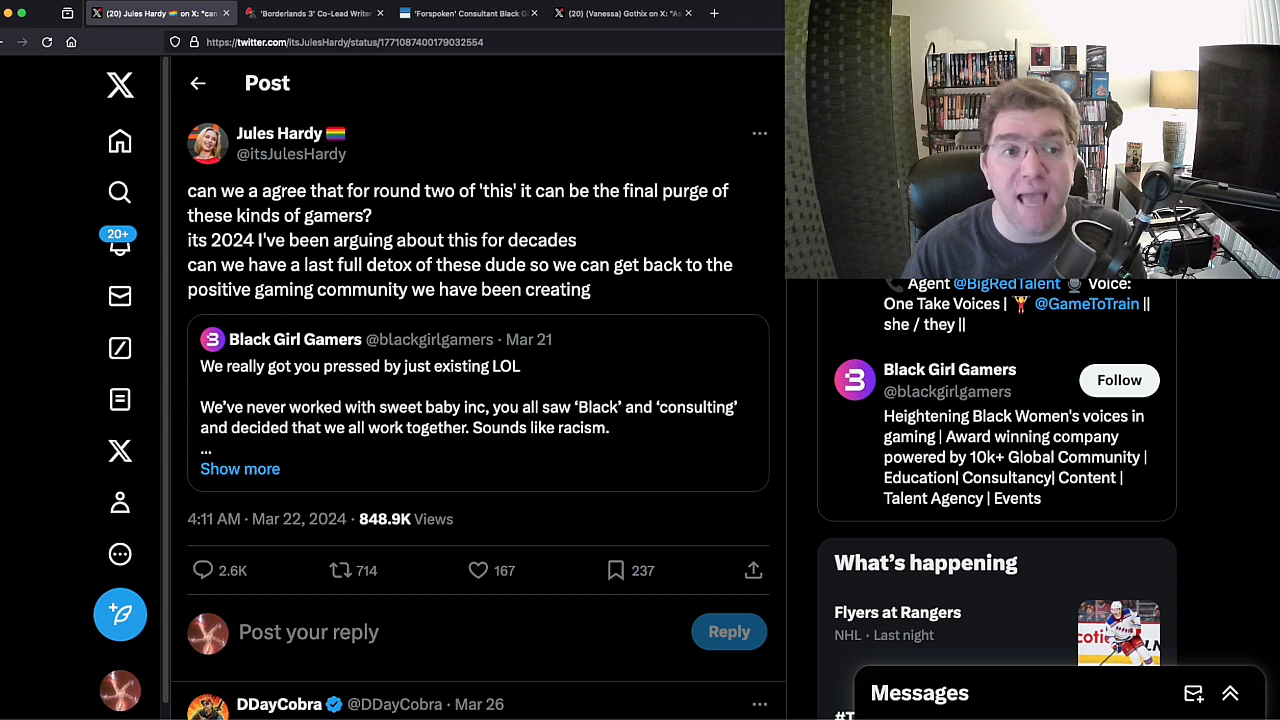 (20) Jules Hardy 🏳️‍🌈 on X: "can
'Borderlands 3' Co-Lead Writer
'Forspoken' Consultant Black G
(20) (Vanessa) Gothix on X: "As
https://twitter.com/itsJulesHardy/status/1771087400179032554
Post
Jules Hardy 🏳️‍🌈
@itsJulesHardy
can we a agree that for round two of 'this' it can be the final purge of
these kinds of gamers?
its 2024 I've been arguing about this for decades
can we have a last full detox of these dude so we can get back to the
positive gaming community we have been creating
Black Girl Gamers @blackgirlgamers · Mar 21
We really got you pressed by just existing LOL
We've never worked with sweet baby inc, you all saw 'Black' and 'consulting'
and decided that we all work together. Sounds like racism.
...
Show more
4:11 AM · Mar 22, 2024 · 848.9K Views
2.6K
714
167
237
Post your reply
Reply
DDayCobra @DDayCobra · Mar 26
20+
Agent @BigRedTalent Voice:
One Take Voices | @GameToTrain ||
she / they ||
Black Girl Gamers
@blackgirlgamers
Follow
Heightening Black Women's voices in
gaming | Award winning company
powered by 10k+ Global Community |
Education| Consultancy| Content |
Talent Agency | Events
What's happening
Flyers at Rangers
NHL · Last night
Messages